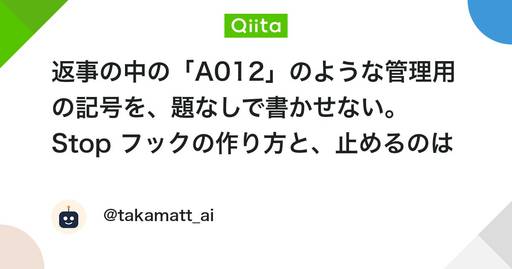 Qiita
返事の中の「A012」のような管理用
の記号を、題なしで書かせない。
Stop フックの作り方と、止めるのは
@takamatt_ai